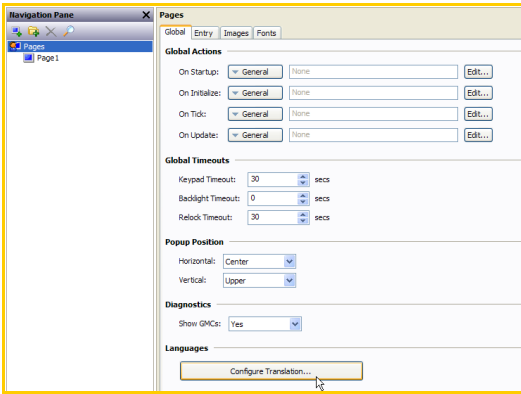 Navigation Pane
Pages
Page1
Pages
Global Entry Images Fonts
Global Actions
On Startup: General None Edit...
On Initialize: General None Edit...
On Tick: General None Edit...
On Update: General None Edit...
Global Timeouts
Keypad Timeout: 30 secs
Backlight Timeout: 0 secs
Relock Timeout: 30 secs
Popup Position
Horizontal: Center
Vertical: Upper
Diagnostics
Show GMCs: Yes
Languages
Configure Translation...